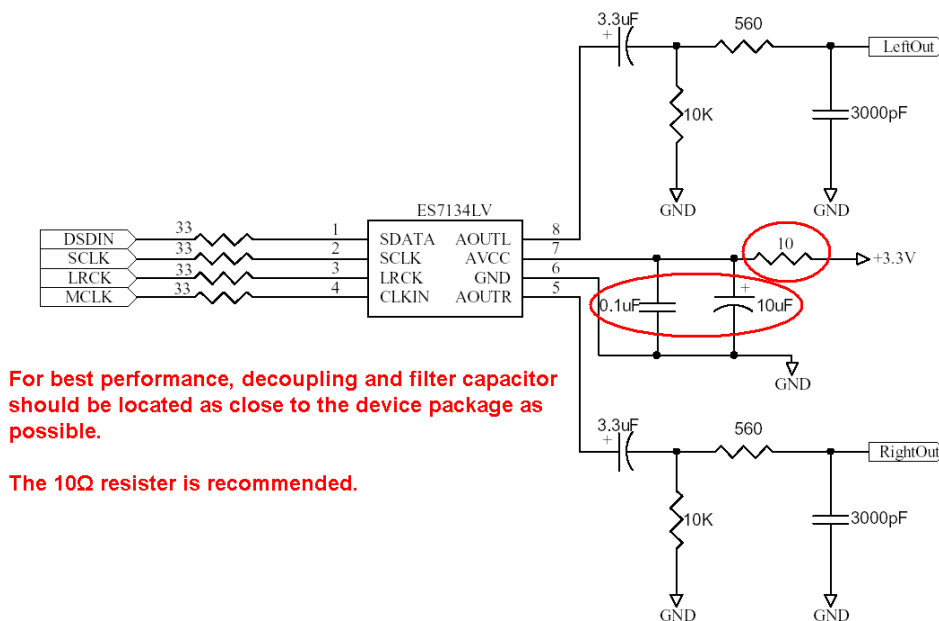 3.3uF
+
560
LeftOut
10K
3000pF
GND
GND
ES7134LV
DSDIN 33 1 SDATA AOUTL 8
SCLK 33 2 SCLK AVCC 7 10 +3.3V
LRCK 33 3 LRCK GND 6
MCLK 33 4 CLKIN AOUTR 5
0.1uF
+
10uF
GND
For best performance, decoupling and filter capacitor
should be located as close to the device package as
possible.
The 10Ω resister is recommended.
3.3uF
+
560
RightOut
10K
3000pF
GND
GND